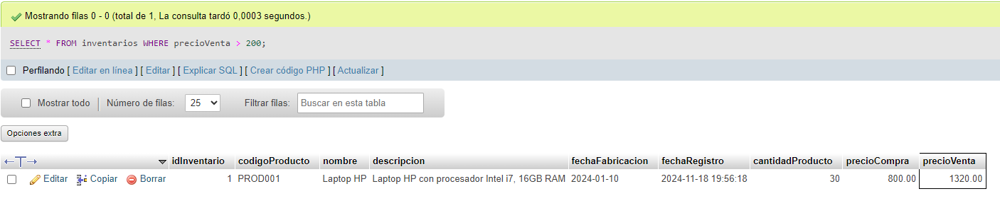 Mostrando filas 0 - 0 (total de 1, La consulta tardó 0,0003 segundos.)
SELECT * FROM inventarios WHERE precioVenta > 200;
Perfilando [ Editar en línea ] [ Editar ] [ Explicar SQL ] [ Crear código PHP ] [ Actualizar ]
Mostrar todo | Número de filas: 25 Filtrar filas: Buscar en esta tabla
Opciones extra
idInventario codigoProducto nombre descripcion fechaFabricacion fechaRegistro cantidadProducto precioCompra precioVenta
Editar Copiar Borrar 1 PROD001 Laptop HP Laptop HP con procesador Intel i7, 16GB RAM 2024-01-10 2024-11-18 19:56:18 30 800.00 1320.00